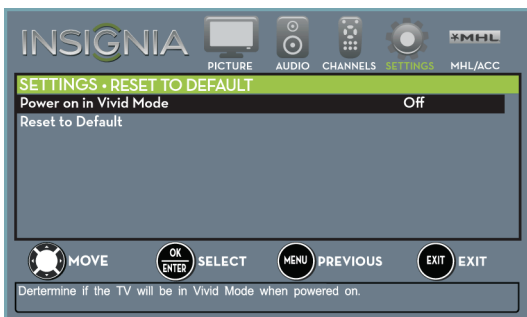 INSIGNIA
PICTURE AUDIO CHANNELS SETTINGS MHL/ACC
MHL
SETTINGS • RESET TO DEFAULT
Power on in Vivid Mode Off
Reset to Default
MOVE OK ENTER SELECT MENU PREVIOUS EXIT EXIT
Dertermine if the TV will be in Vivid Mode when powered on.